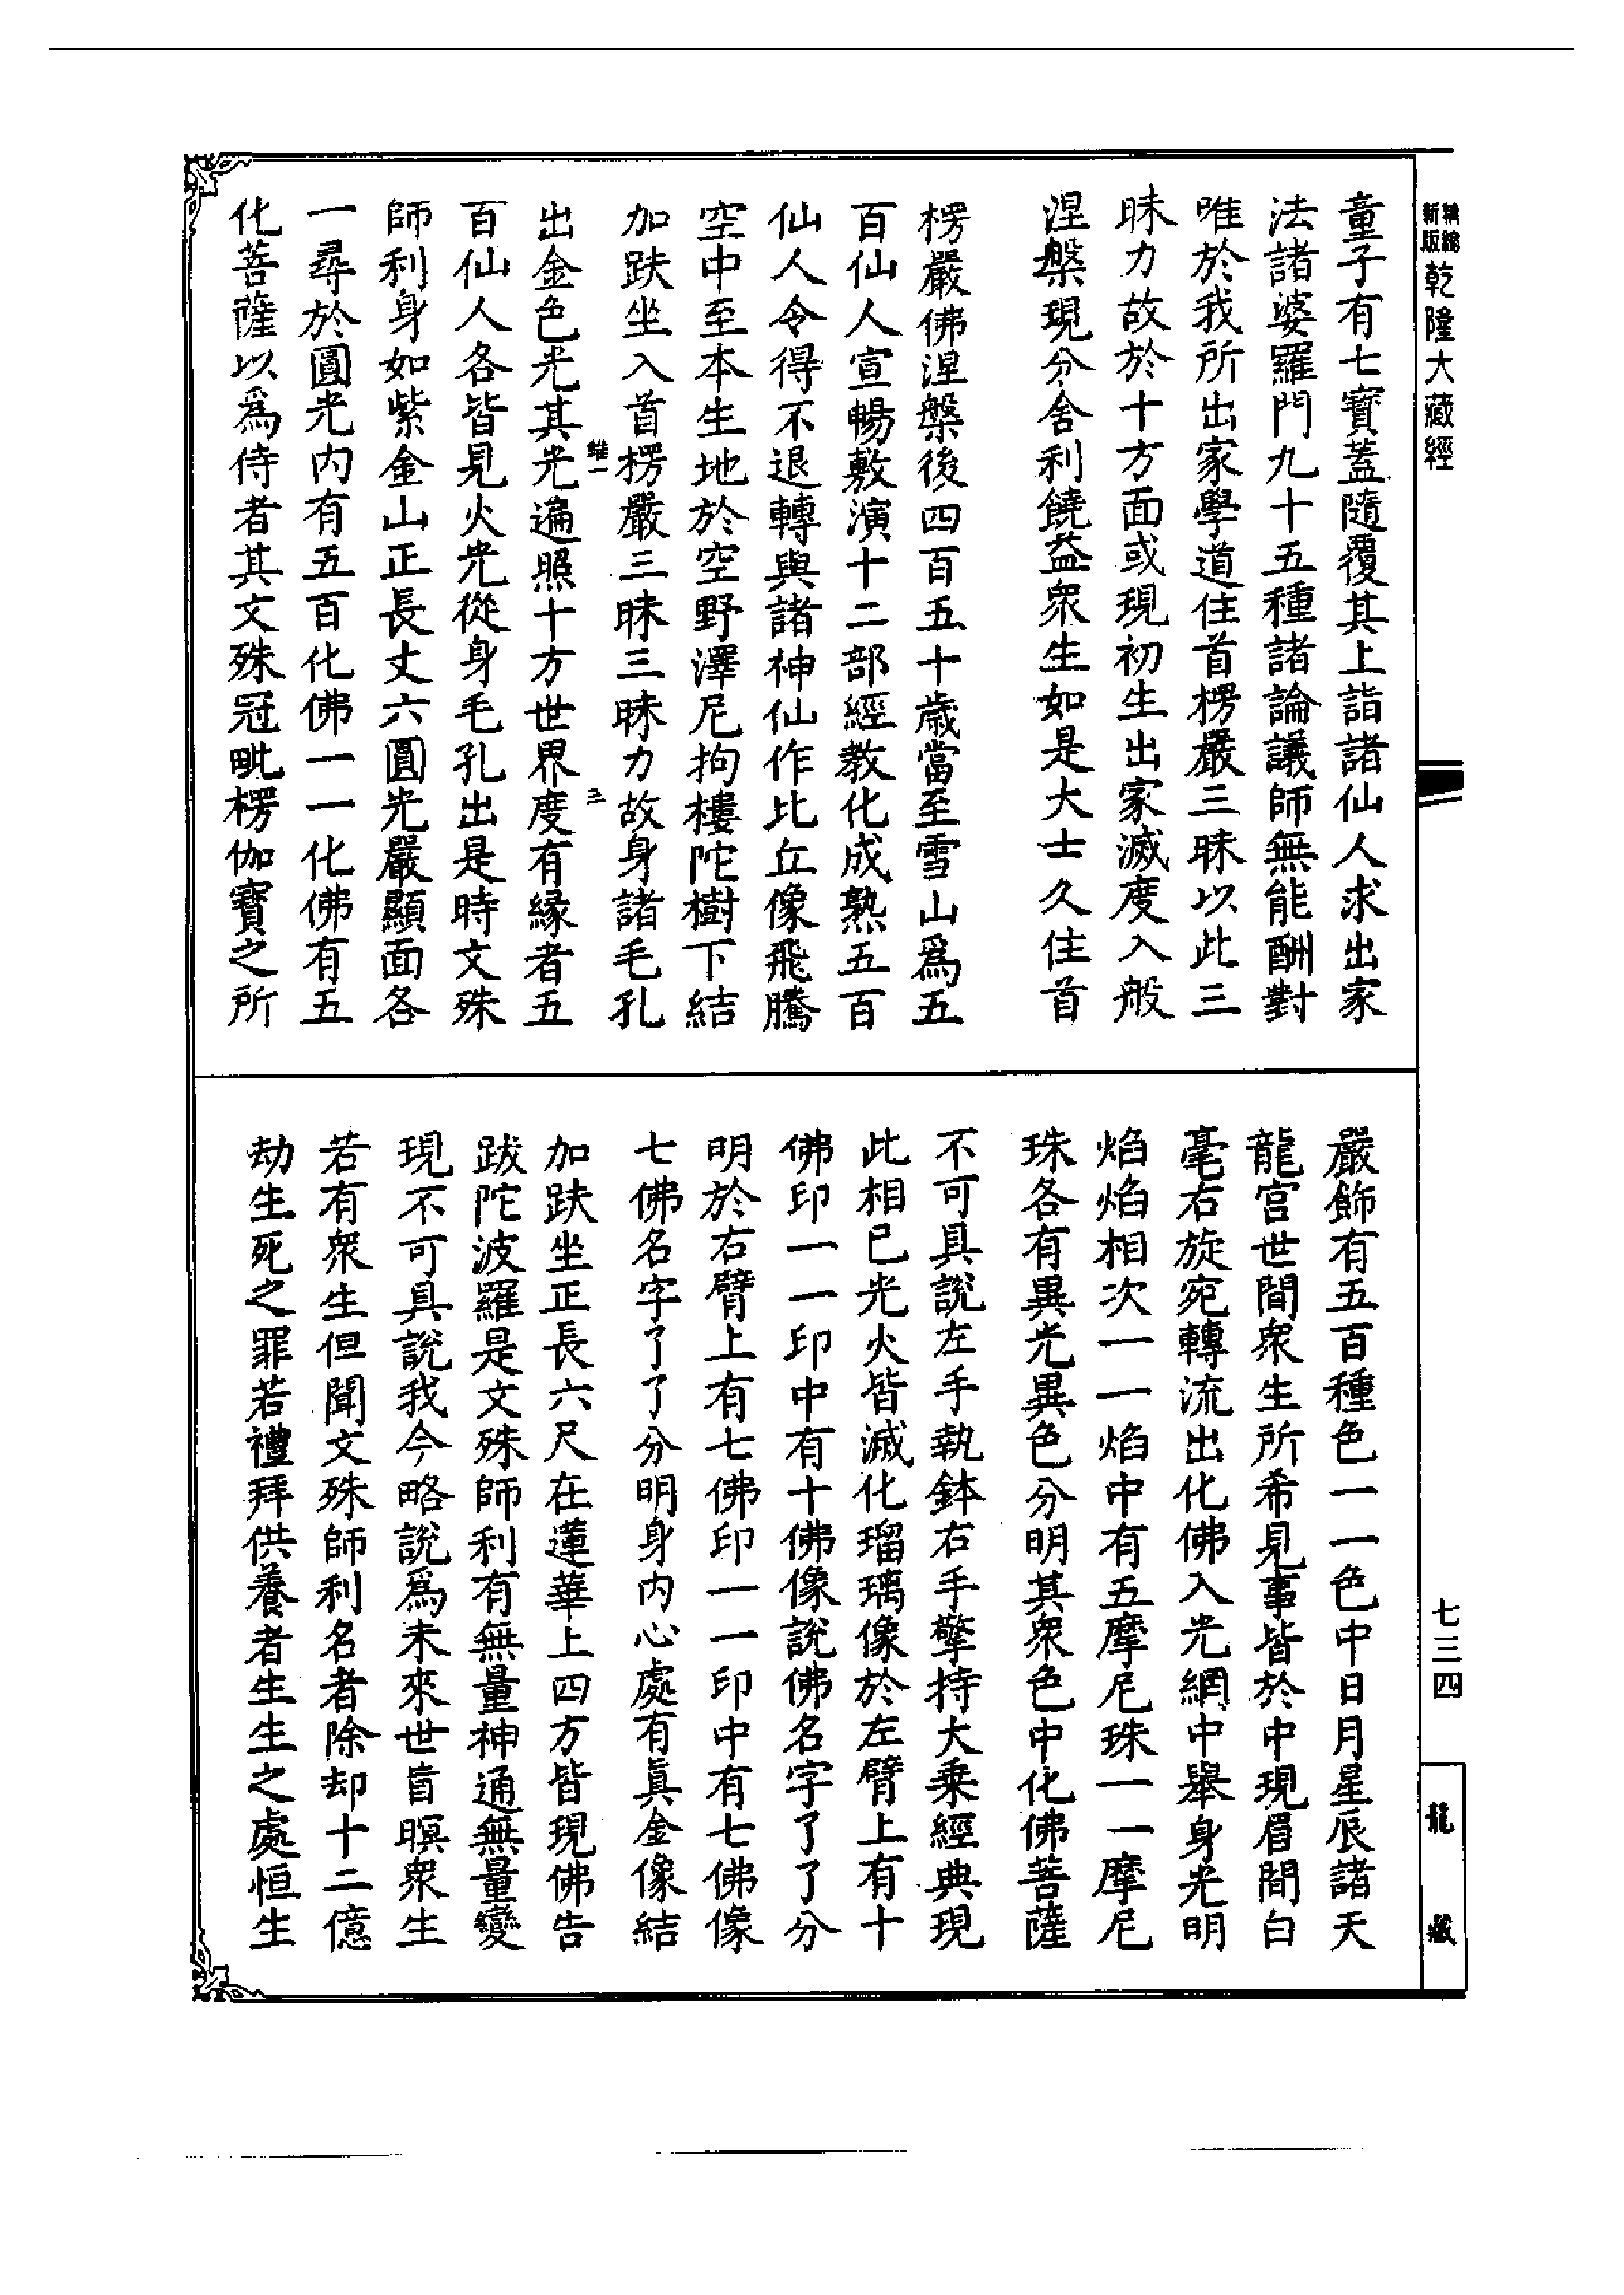 新版精縮乾隆大藏經
童子有七寶蓋隨覆其上詣諸仙人求出家
法諸婆羅門九十五種諸論議師無能酬對
唯於我所出家學道住首楞嚴三昧以此三
昧力故於十方面或現初生出家滅度入般
涅槃現分舍利饒益衆生如是大士久住首
楞嚴佛涅槃後四百五十歲當至雪山爲五
百仙人宣暢敷演十二部經教化成熟五百
仙人令得不退轉與諸神仙作比丘像飛騰
空中至本生地於空野澤尼拘樓陀樹下結
加趺坐入首楞嚴三昧三昧力故身諸毛孔
出金色光其光遍照十方世界度有緣者五
百仙人各皆見火光從身毛孔出是時文殊
師利身如紫金山正長丈六圓光嚴顯面各
一尋於圓光內有五百化佛一一化佛有五
化菩薩以爲侍者其文殊冠毗楞伽寶之所
嚴飾有五百種色一一色中日月星辰諸天
龍宮世間衆生所希見事皆於中現眉間白
毫右旋宛轉流出化佛入光網中舉身光明
焰焰相次一一焰中有五摩尼珠一一摩尼
珠各有異光異色分明其衆色中化佛菩薩
不可具說左手執鉢右手擎持大乘經典現
此相已光火皆滅化瑠璃像於左臂上有十
佛印一一印中有十佛像說佛名字了了分
明於右臂上有七佛印一一印中有七佛像
七佛名字了了分明身內心處有眞金像結
加趺坐正長六尺在蓮華上四方皆現佛告
跋陀波羅是文殊師利有無量神通無量變
現不可具說我今略說爲未來世盲瞑衆生
若有衆生但聞文殊師利名者除却十二億
劫生死之罪若禮拜供養者生生之處恒生
七三四
龍藏